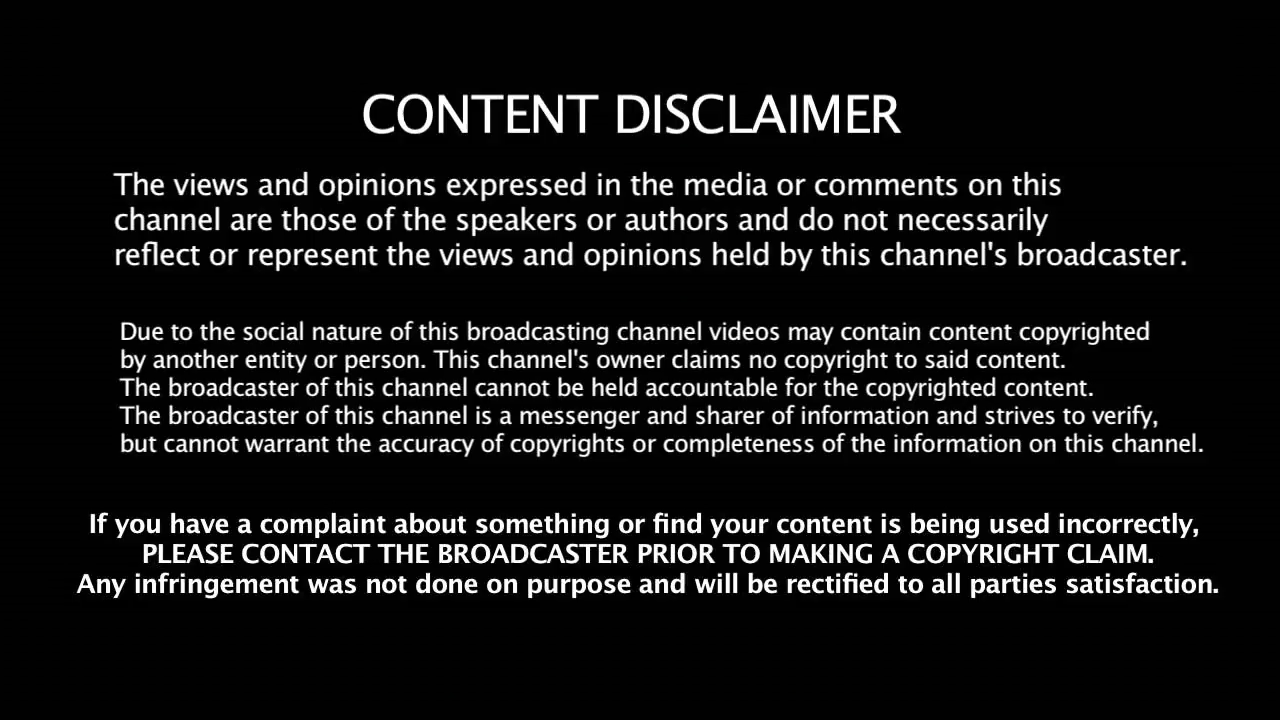 CONTENT DISCLAIMER
The views and opinions expressed in the media or comments on this
channel are those of the speakers or authors and do not necessarily
reflect or represent the views and opinions held by this channel's broadcaster.
Due to the social nature of this broadcasting channel videos may contain content copyrighted
by another entity or person. This channel's owner claims no copyright to said content.
The broadcaster of this channel cannot be held accountable for the copyrighted content.
The broadcaster of this channel is a messenger and sharer of information and strives to verify,
but cannot warrant the accuracy of copyrights or completeness of the information on this channel.
If you have a complaint about something or find your content is being used incorrectly,
PLEASE CONTACT THE BROADCASTER PRIOR TO MAKING A COPYRIGHT CLAIM.
Any infringement was not done on purpose and will be rectified to all parties satisfaction.